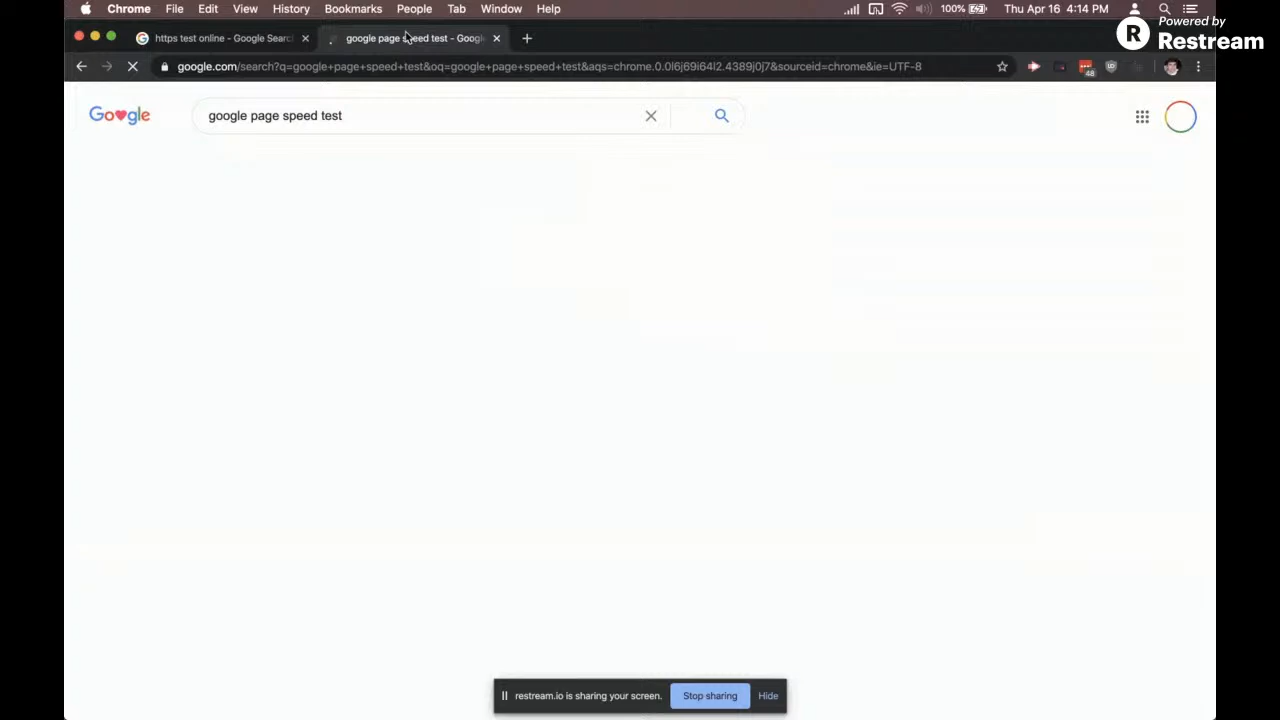 Chrome File Edit View History Bookmarks People Tab Window Help 100% Thu Apr 16 4:14 PM
Powered by
Restream
https test online - Google Searc
google page speed test - Googl
google.com/search?q=google+page+speed+test&oq=google+page+speed+test&aqs=chrome.0.0l6j69i64l2.4389j0j7&sourceid=chrome&ie=UTF-8
48
Google
google page speed test
restream.io is sharing your screen. Stop sharing Hide